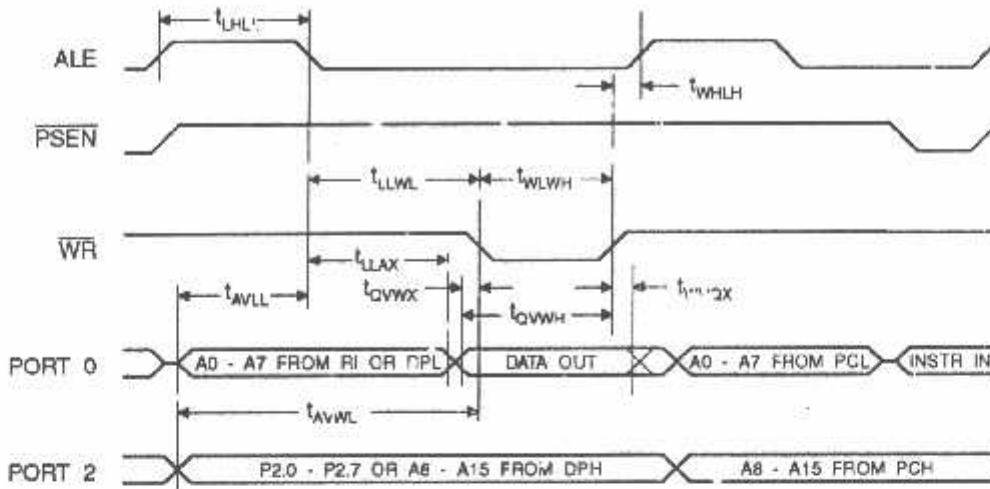 tLHL
ALE
tWHLH
PSEN
tLLWL
tWLWH
WR
tLLAX
tAVLL
tQVWX
tQVWH
PORT 0
A0 - A7 FROM RI OR DPL
DATA OUT
A0 - A7 FROM PCL
INSTR IN
tAVWL
PORT 2
P2.0 - P2.7 OR A8 - A15 FROM DPH
A8 - A15 FROM PCH